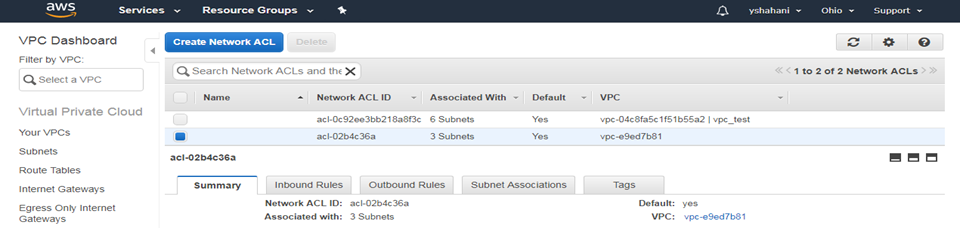 aws
Services
Resource Groups
yshahani
Ohio
Support
VPC Dashboard
Filter by VPC:
Select a VPC
Virtual Private Cloud
Your VPCs
Subnets
Route Tables
Internet Gateways
Egress Only Internet
Gateways
Create Network ACL
Delete
Search Network ACLs and the
1 to 2 of 2 Network ACLs
Name Network ACL ID Associated With Default VPC
acl-0c92ee3bb218a8f3c 6 Subnets Yes vpc-04c8fa5c1f51b55a2 | vpc_test
acl-02b4c36a 3 Subnets Yes vpc-e9ed7b81
acl-02b4c36a
Summary Inbound Rules Outbound Rules Subnet Associations Tags
Network ACL ID: acl-02b4c36a Default: yes
Associated with: 3 Subnets VPC: vpc-e9ed7b81